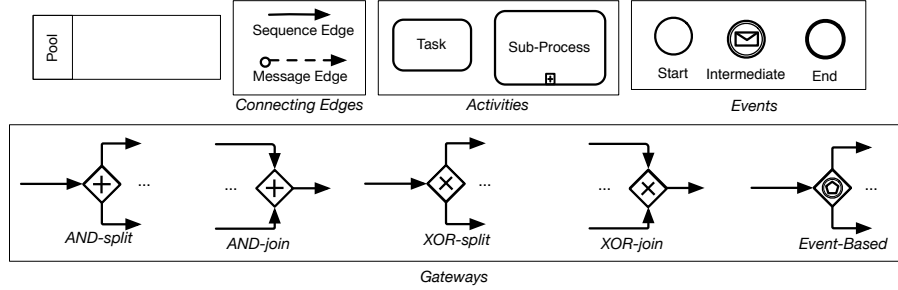 Pool
Sequence Edge
Message Edge
Connecting Edges
Task
Sub-Process
Activities
Start
Intermediate
End
Events
...
AND-split
...
AND-join
...
XOR-split
...
XOR-join
...
Event-Based
Gateways